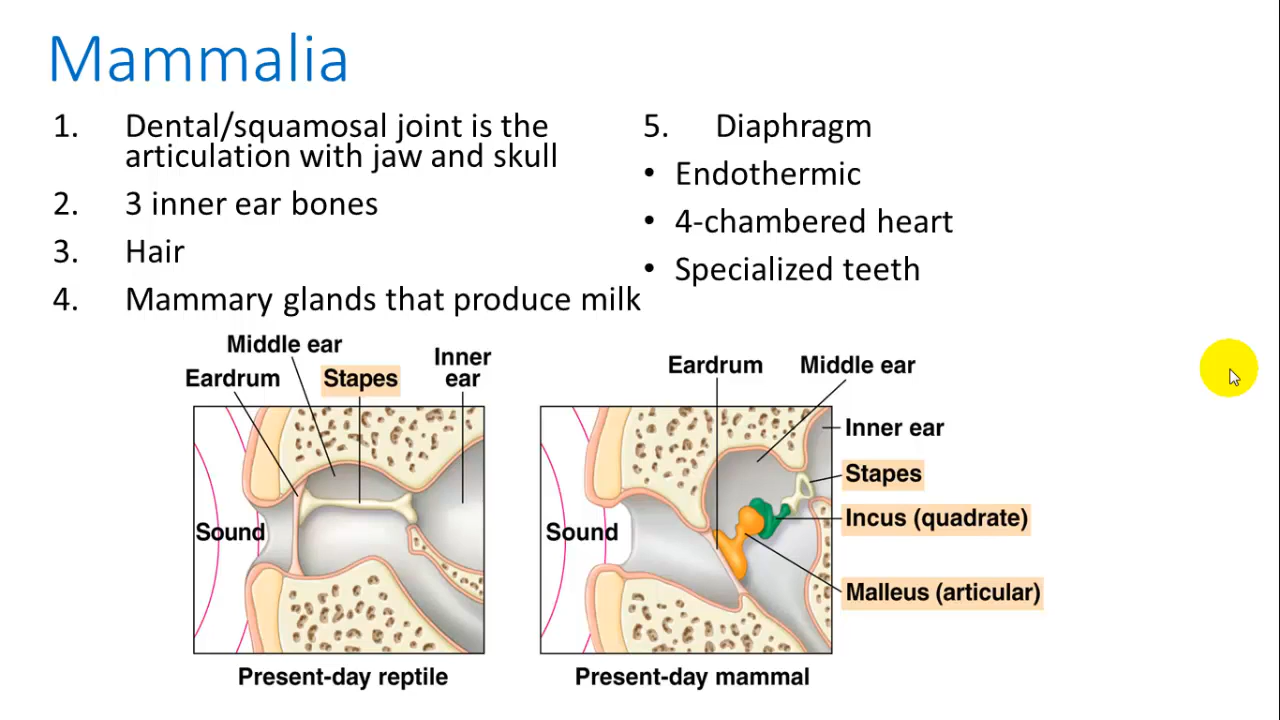 Mammalia
1. Dental/squamosal joint is the
articulation with jaw and skull
2. 3 inner ear bones
3. Hair
4. Mammary glands that produce milk
5. Diaphragm
• Endothermic
• 4-chambered heart
• Specialized teeth
Middle ear
Eardrum
Stapes
Inner
ear
Sound
Present-day reptile
Eardrum
Middle ear
Inner ear
Stapes
Incus (quadrate)
Sound
Malleus (articular)
Present-day mammal